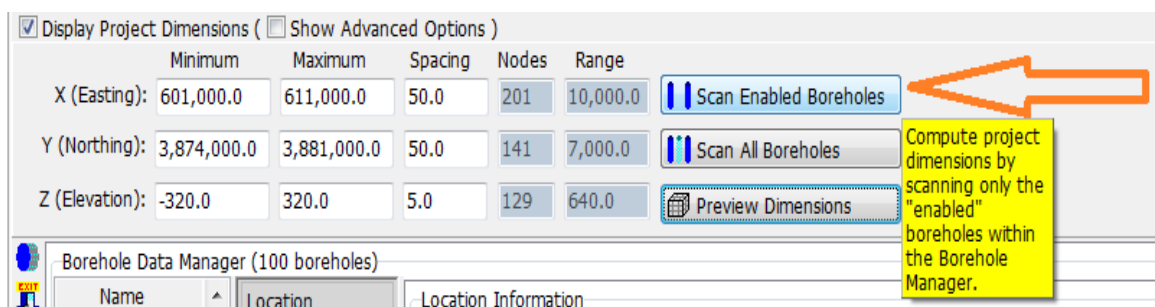 Display Project Dimensions ( Show Advanced Options )
Minimum Maximum Spacing Nodes Range
X (Easting): 601,000.0 611,000.0 50.0 201 10,000.0 Scan Enabled Boreholes
Y (Northing): 3,874,000.0 3,881,000.0 50.0 141 7,000.0 Scan All Boreholes
Z (Elevation): -320.0 320.0 5.0 129 640.0 Preview Dimensions
Compute project
dimensions by
scanning only the
"enabled"
boreholes within
the Borehole
Manager.
Borehole Data Manager (100 boreholes)
EXIT
Name Location Location Information